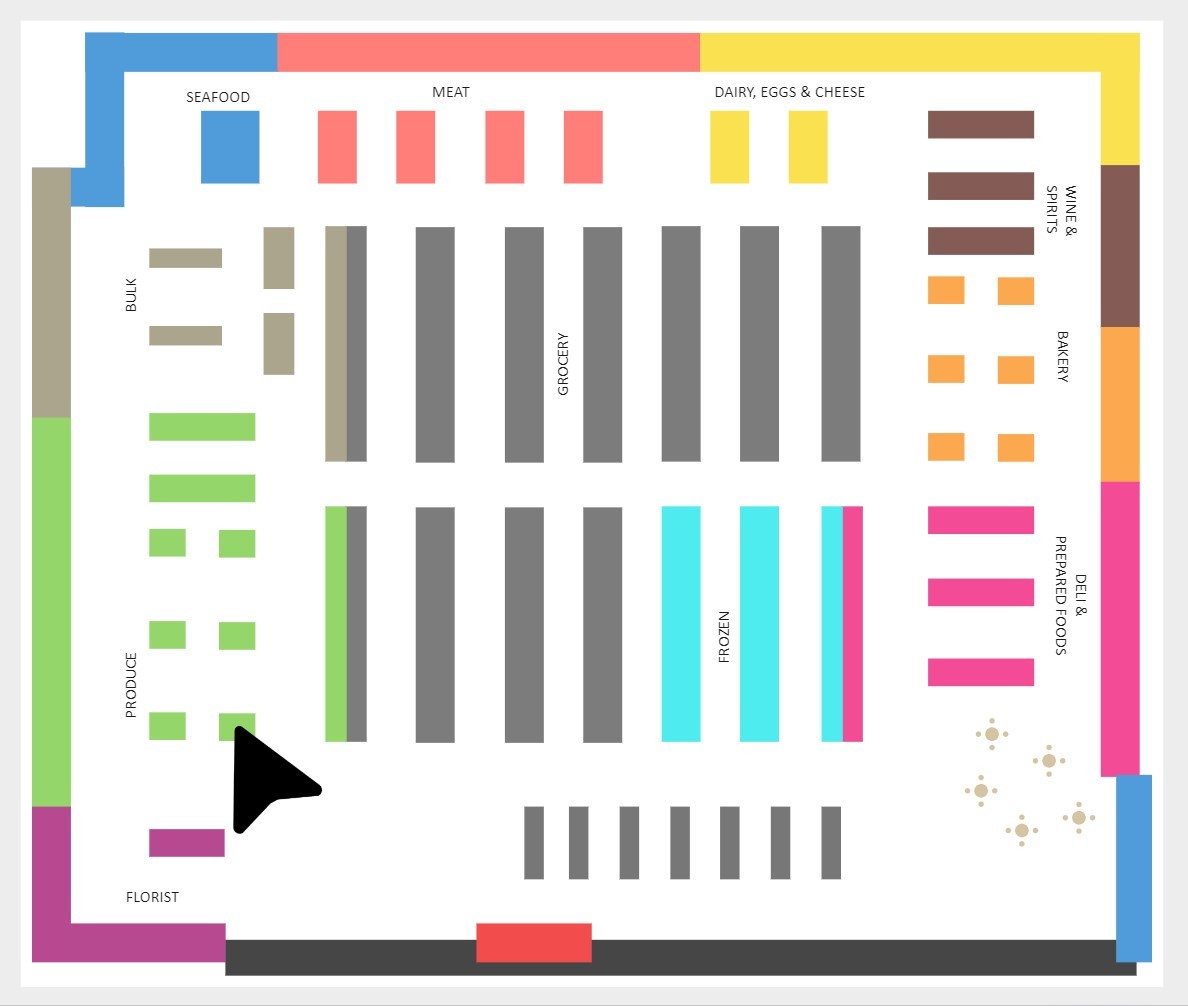 SEAFOOD
MEAT
DAIRY, EGGS & CHEESE
WINE &
SPIRITS
BULK
GROCERY
BAKERY
DELI &
PREPARED FOODS
FROZEN
PRODUCE
FLORIST